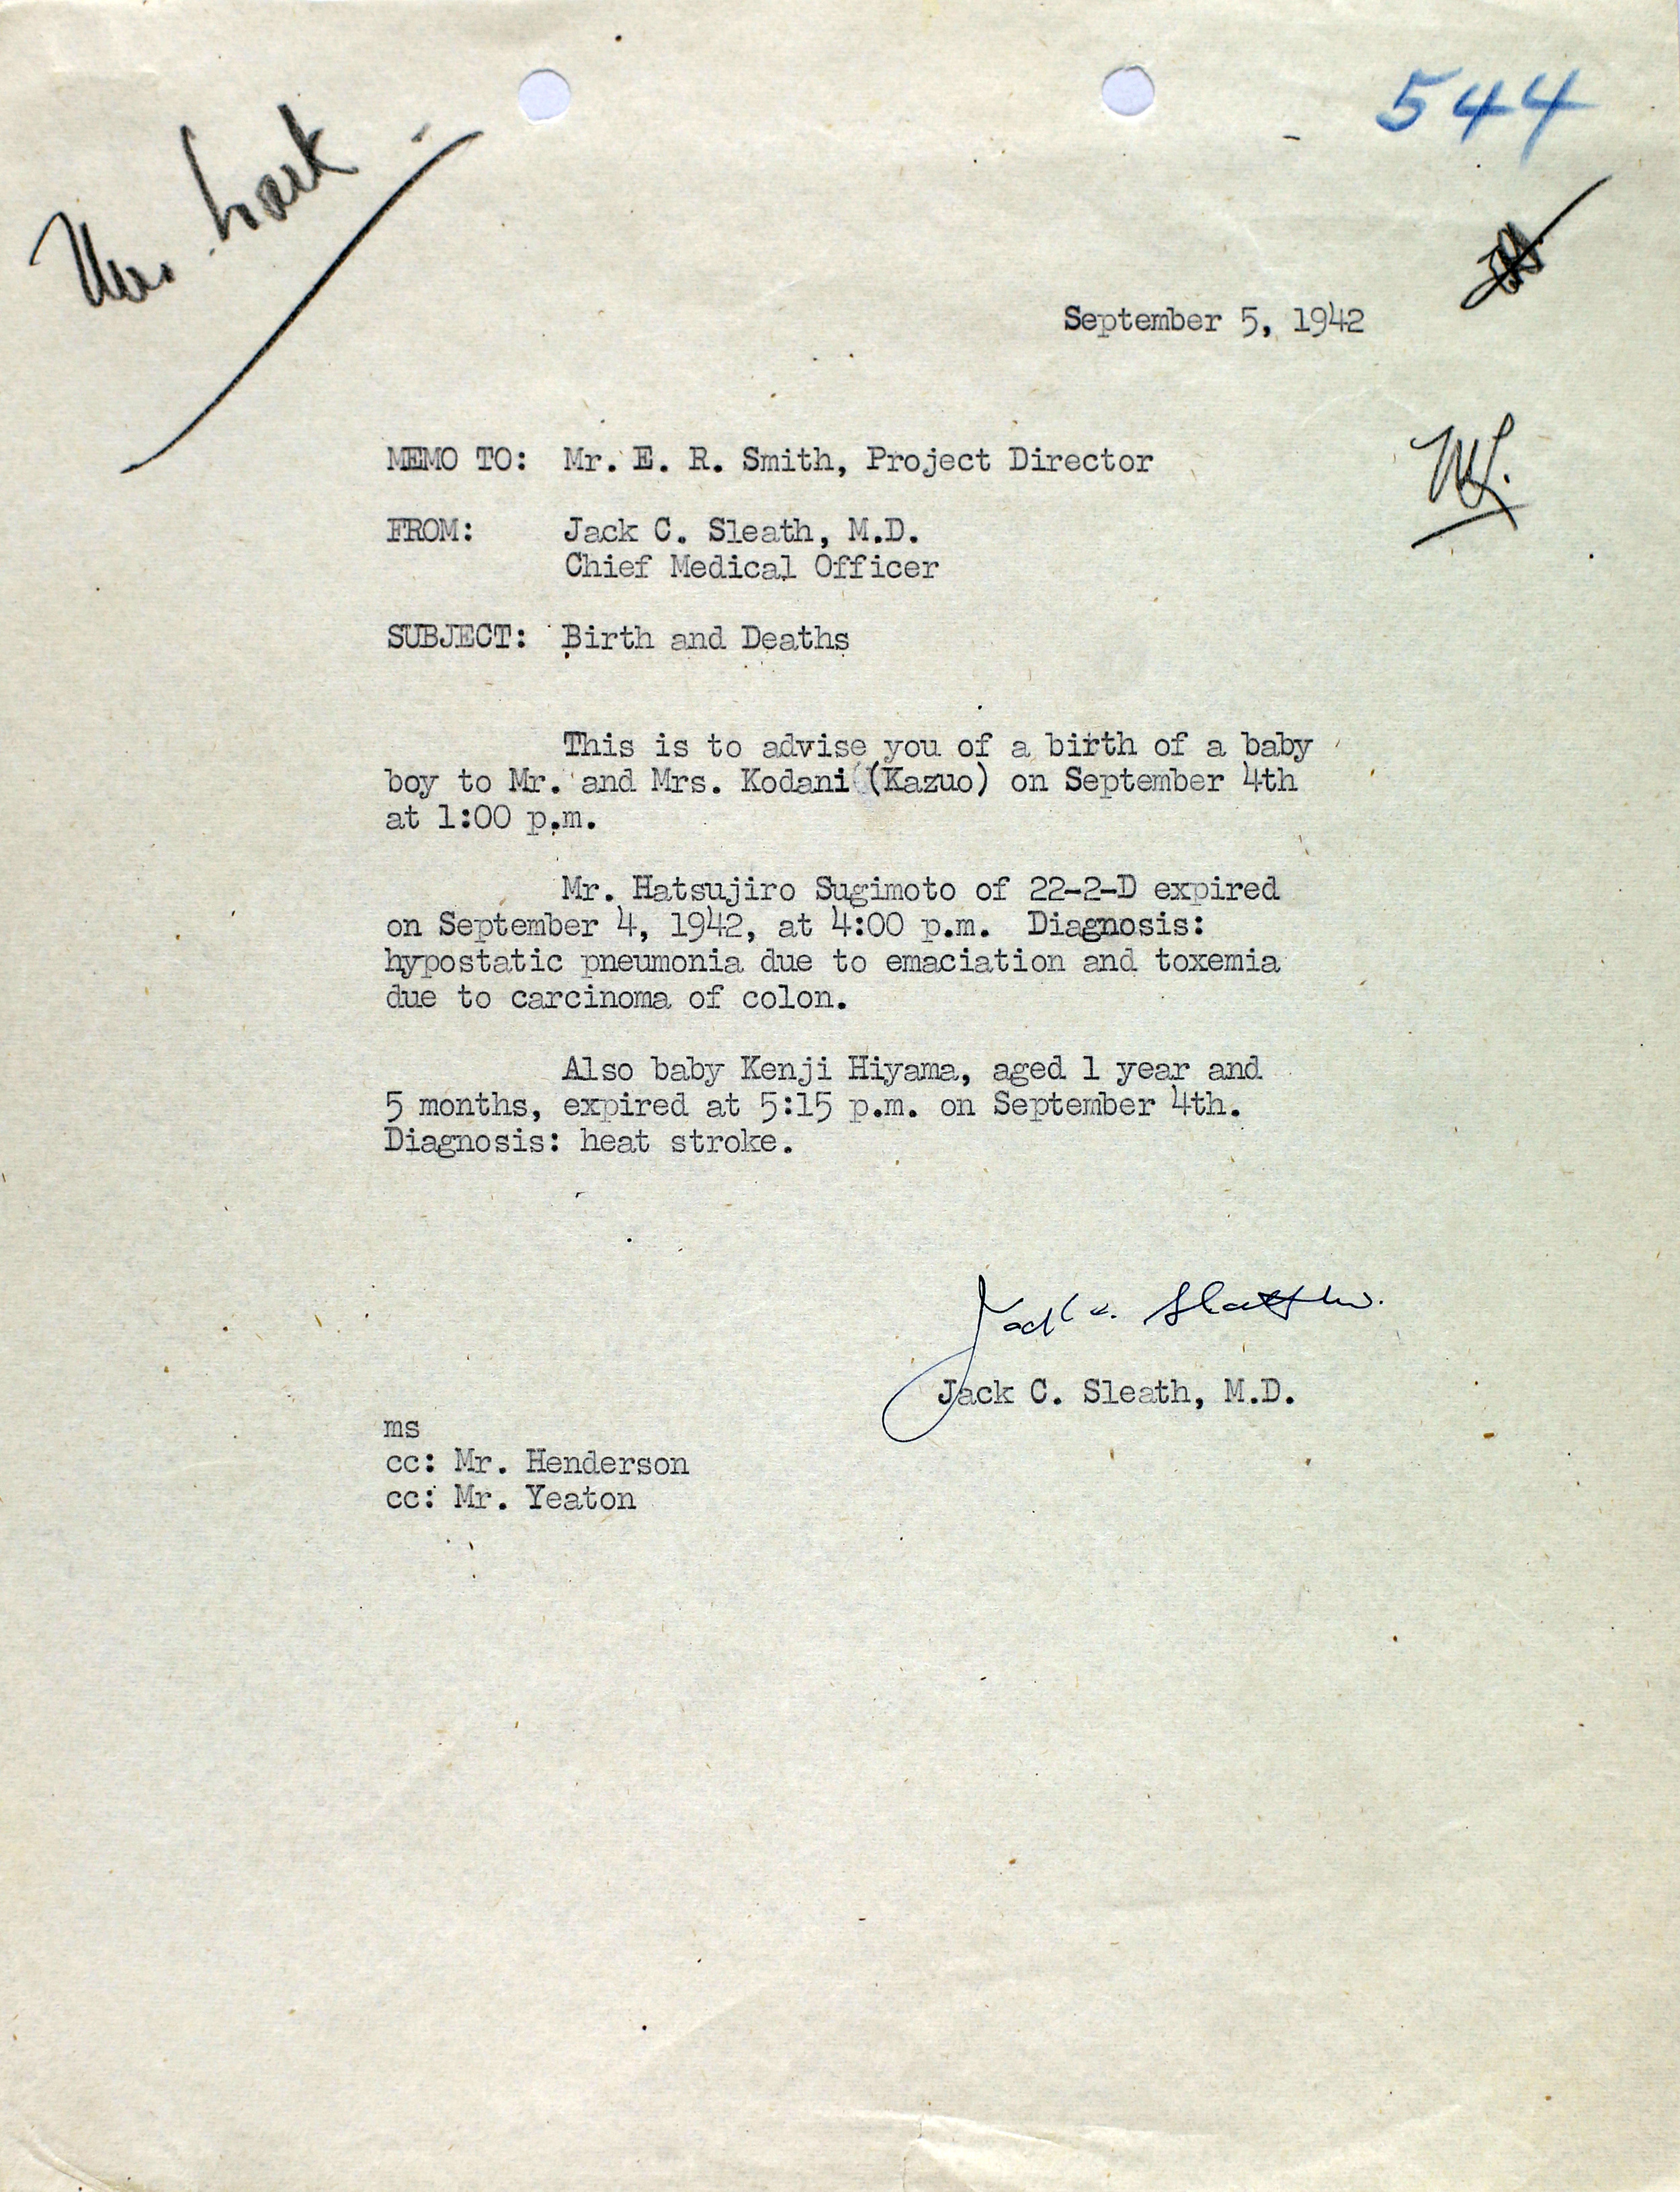 544
September 5, 1942
MEMO TO: Mr. E. R. Smith, Project Director
FROM: Jack C. Sleath, M.D.
Chief Medical Officer
SUBJECT: Birth and Deaths
This is to advise you of a birth of a baby
boy to Mr. and Mrs. Kodani (Kazuo) on September 4th
at 1:00 p.m.
Mr. Hatsujiro Sugimoto of 22-2-D expired
on September 4, 1942, at 4:00 p.m. Diagnosis:
hypostatic pneumonia due to emaciation and toxemia
due to carcinoma of colon.
Also baby Kenji Hiyama, aged 1 year and
5 months, expired at 5:15 p.m. on September 4th.
Diagnosis: heat stroke.
Jack C. Sleath, M.D.
ms
cc: Mr. Henderson
cc: Mr. Yeaton